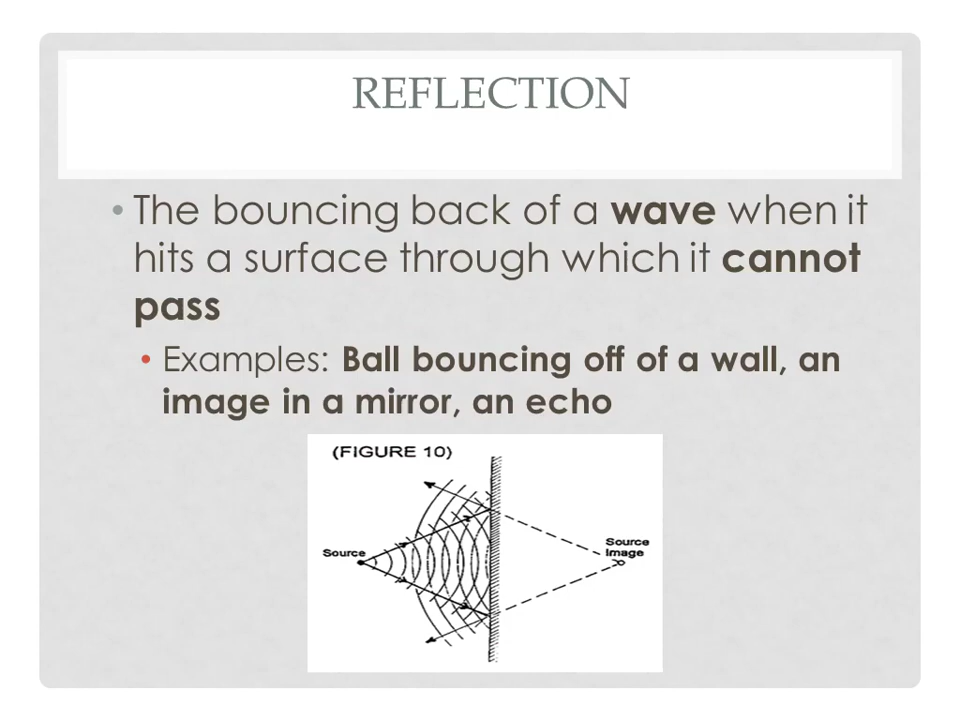 REFLECTION
• The bouncing back of a wave when it
hits a surface through which it cannot
pass
• Examples: Ball bouncing off of a wall, an
image in a mirror, an echo
(FIGURE 10)
Source
Source
Image